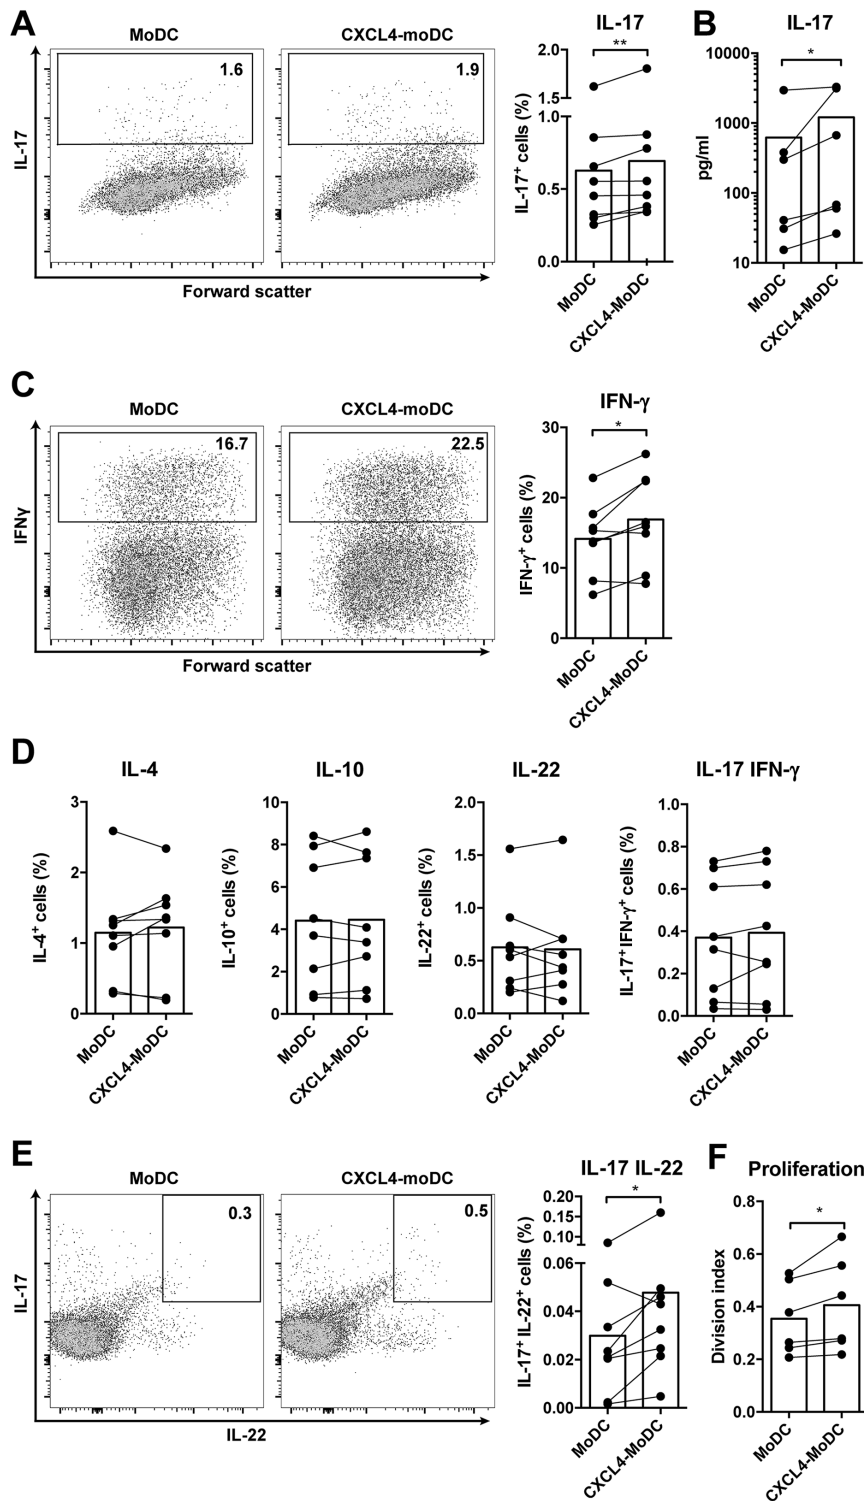 A
MoDC
CXCL4-moDC
IL-17
1.6
1.9
Forward scatter
IL-17
**
IL-17+ cells (%)
2.0
1.5
1.0
0.5
0.0
MoDC
CXCL4-MoDC
B
IL-17
*
pg/ml
10000
1000
100
10
MoDC
CXCL4-MoDC
C
MoDC
CXCL4-moDC
IFNγ
16.7
22.5
Forward scatter
IFN-γ
*
IFN-γ+ cells (%)
30
20
10
0
MoDC
CXCL4-MoDC
D
IL-4
IL-4+ cells (%)
3
2
1
0
MoDC
CXCL4-MoDC
IL-10
IL-10+ cells (%)
10
8
6
4
2
0
MoDC
CXCL4-MoDC
IL-22
IL-22+ cells (%)
2.0
1.5
1.0
0.5
0.0
MoDC
CXCL4-MoDC
IL-17 IFN-γ
IL-17+IFN-γ+ cells (%)
1.0
0.8
0.6
0.4
0.2
0.0
MoDC
CXCL4-MoDC
E
MoDC
CXCL4-moDC
IL-17
0.3
0.5
IL-22
IL-17 IL-22
*
IL-17+ IL-22+ cells (%)
0.20
0.15
0.10
0.06
0.04
0.02
0.00
MoDC
CXCL4-MoDC
F
Proliferation
*
Division index
0.8
0.6
0.4
0.2
0.0
MoDC
CXCL4-MoDC